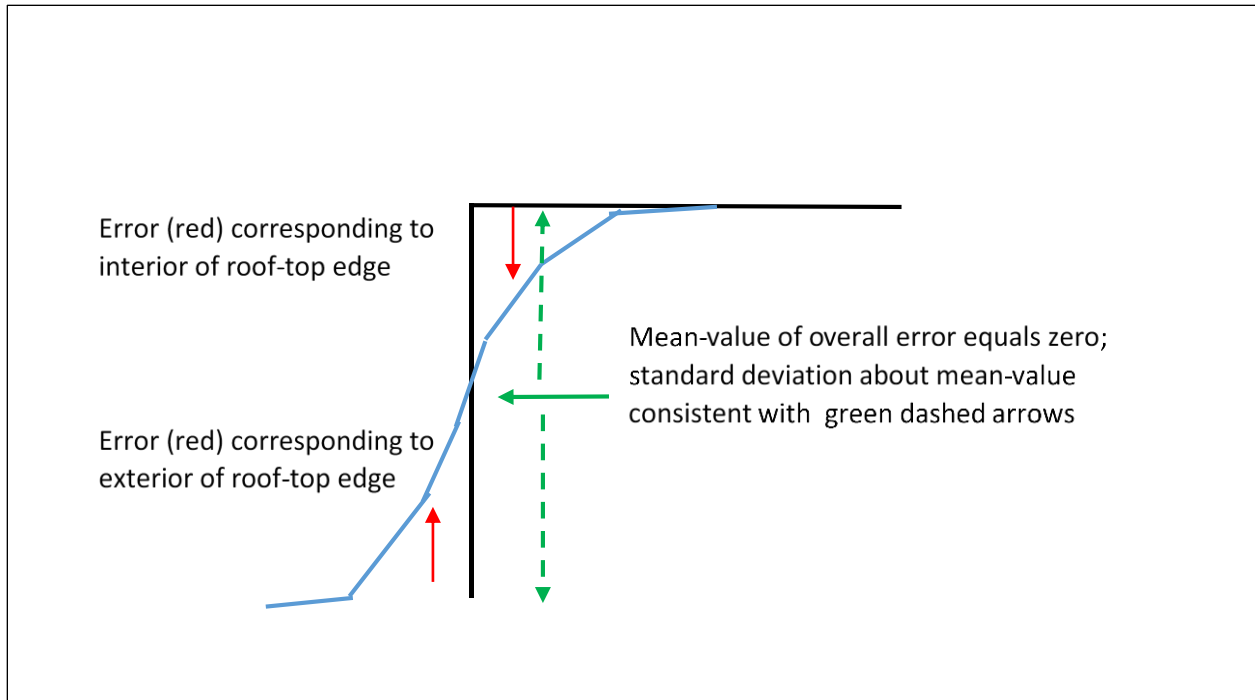 Error (red) corresponding to
interior of roof-top edge
Mean-value of overall error equals zero;
standard deviation about mean-value
consistent with  green dashed arrows
Error (red) corresponding to
exterior of roof-top edge